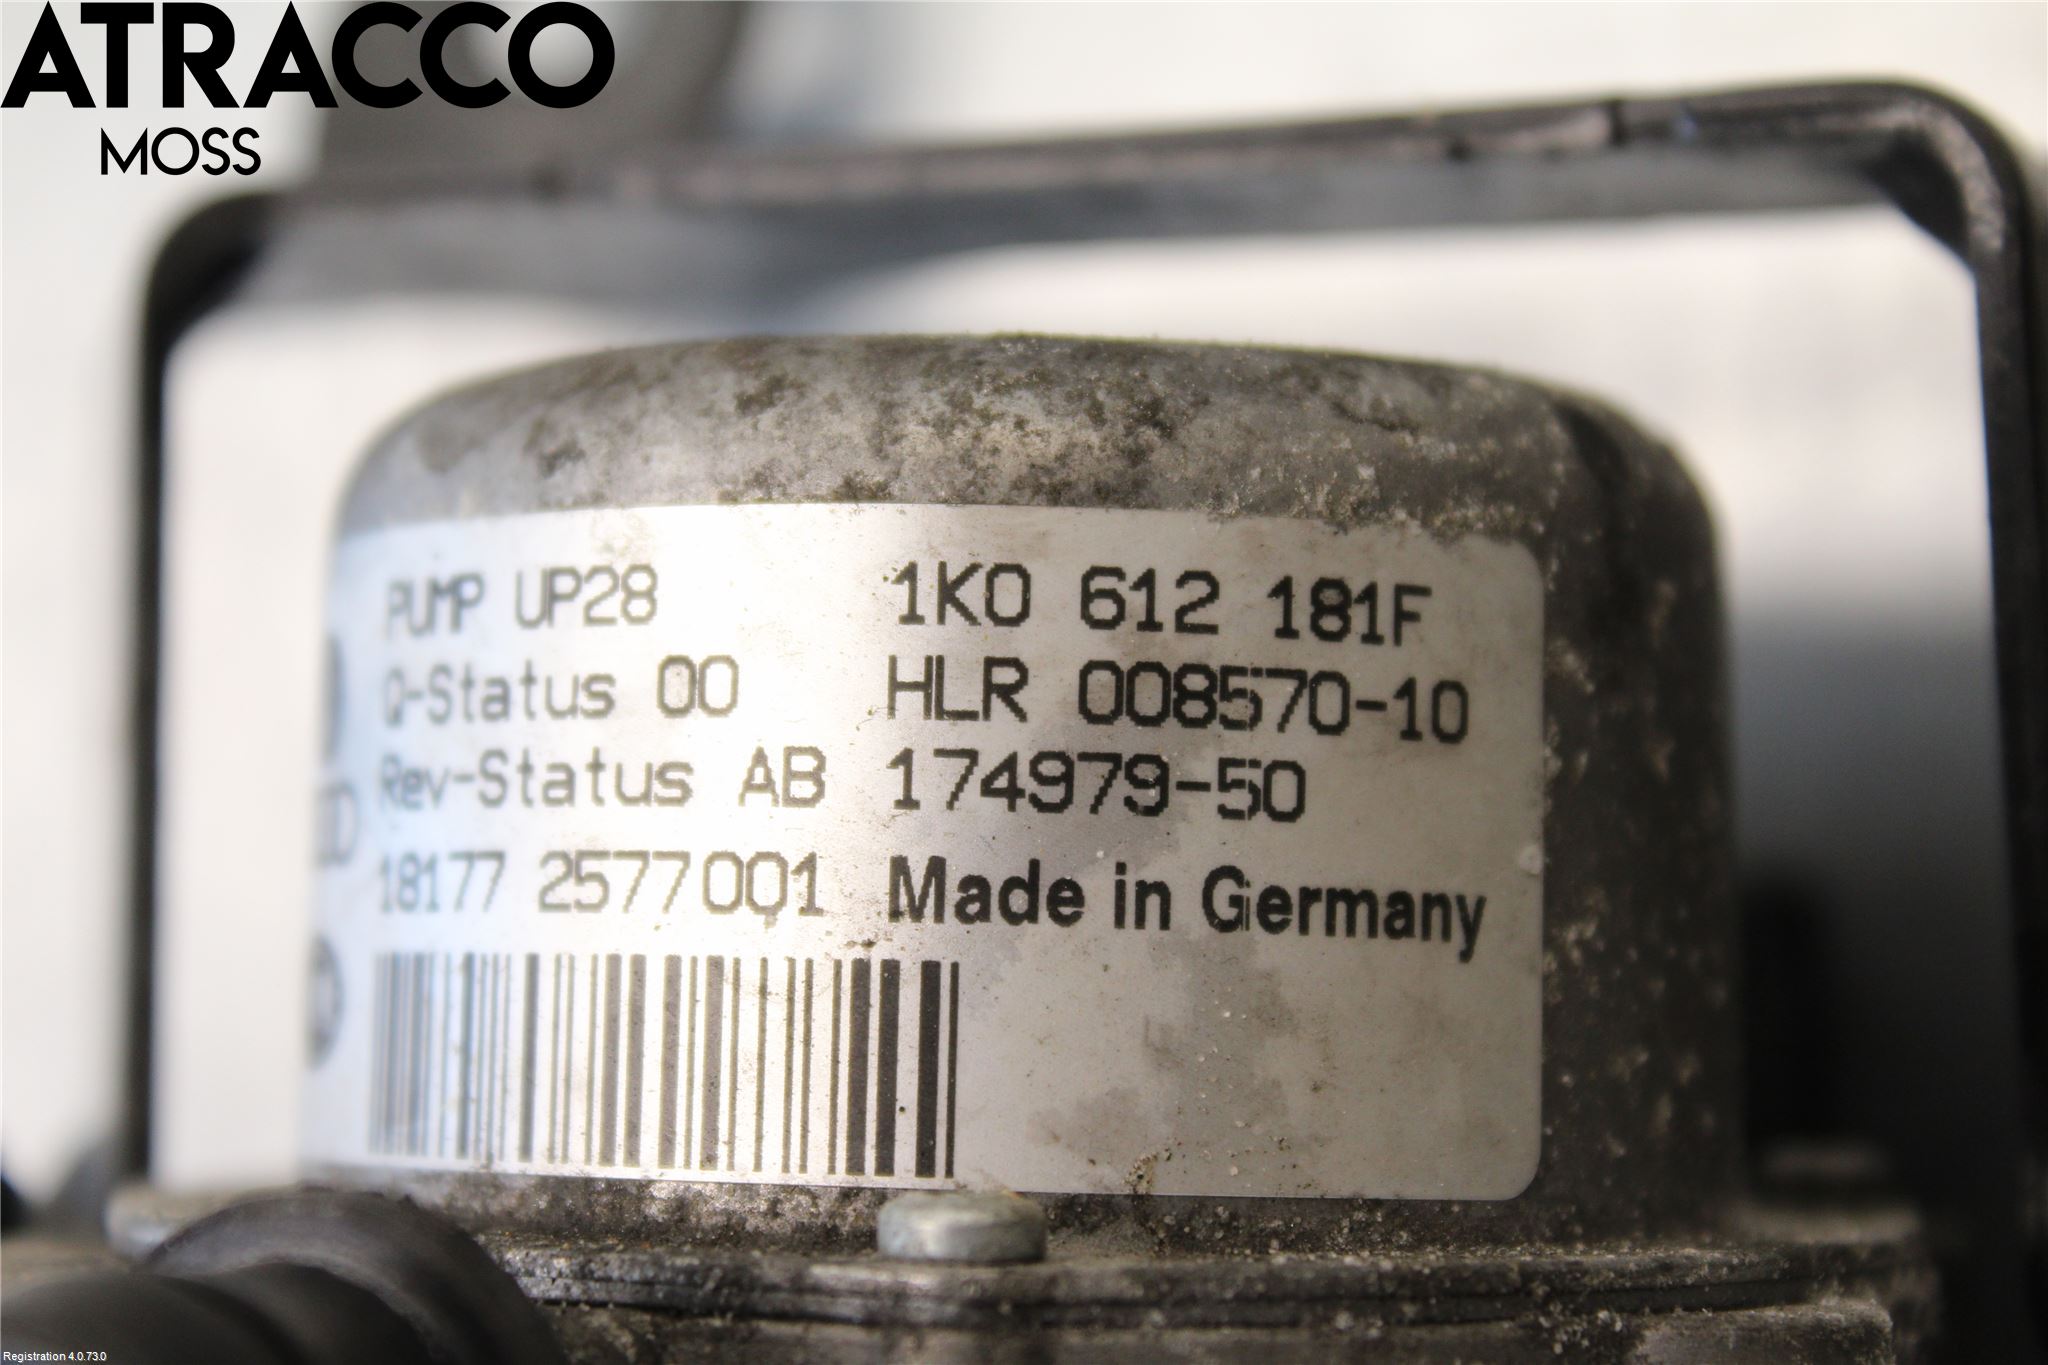 ATRACCO
MOSS
PUMP UP28 1K0 612 181F
Q-Status 00 HLR 008570-10
Rev-Status AB 174979-50
18177 2577001 Made in Germany
Registration 4.0.73.0